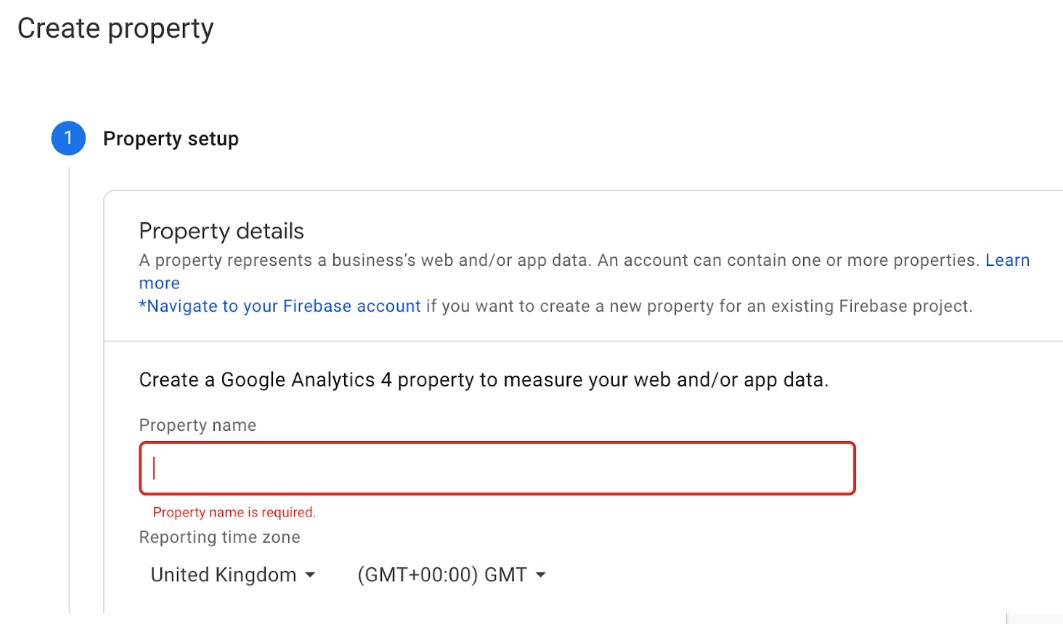 Create property
1 Property setup
Property details
A property represents a business's web and/or app data. An account can contain one or more properties. Learn
more
*Navigate to your Firebase account if you want to create a new property for an existing Firebase project.
Create a Google Analytics 4 property to measure your web and/or app data.
Property name
Property name is required.
Reporting time zone
United Kingdom (GMT+00:00) GMT